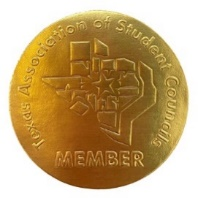 Texas Association of Student Councils
MEMBER